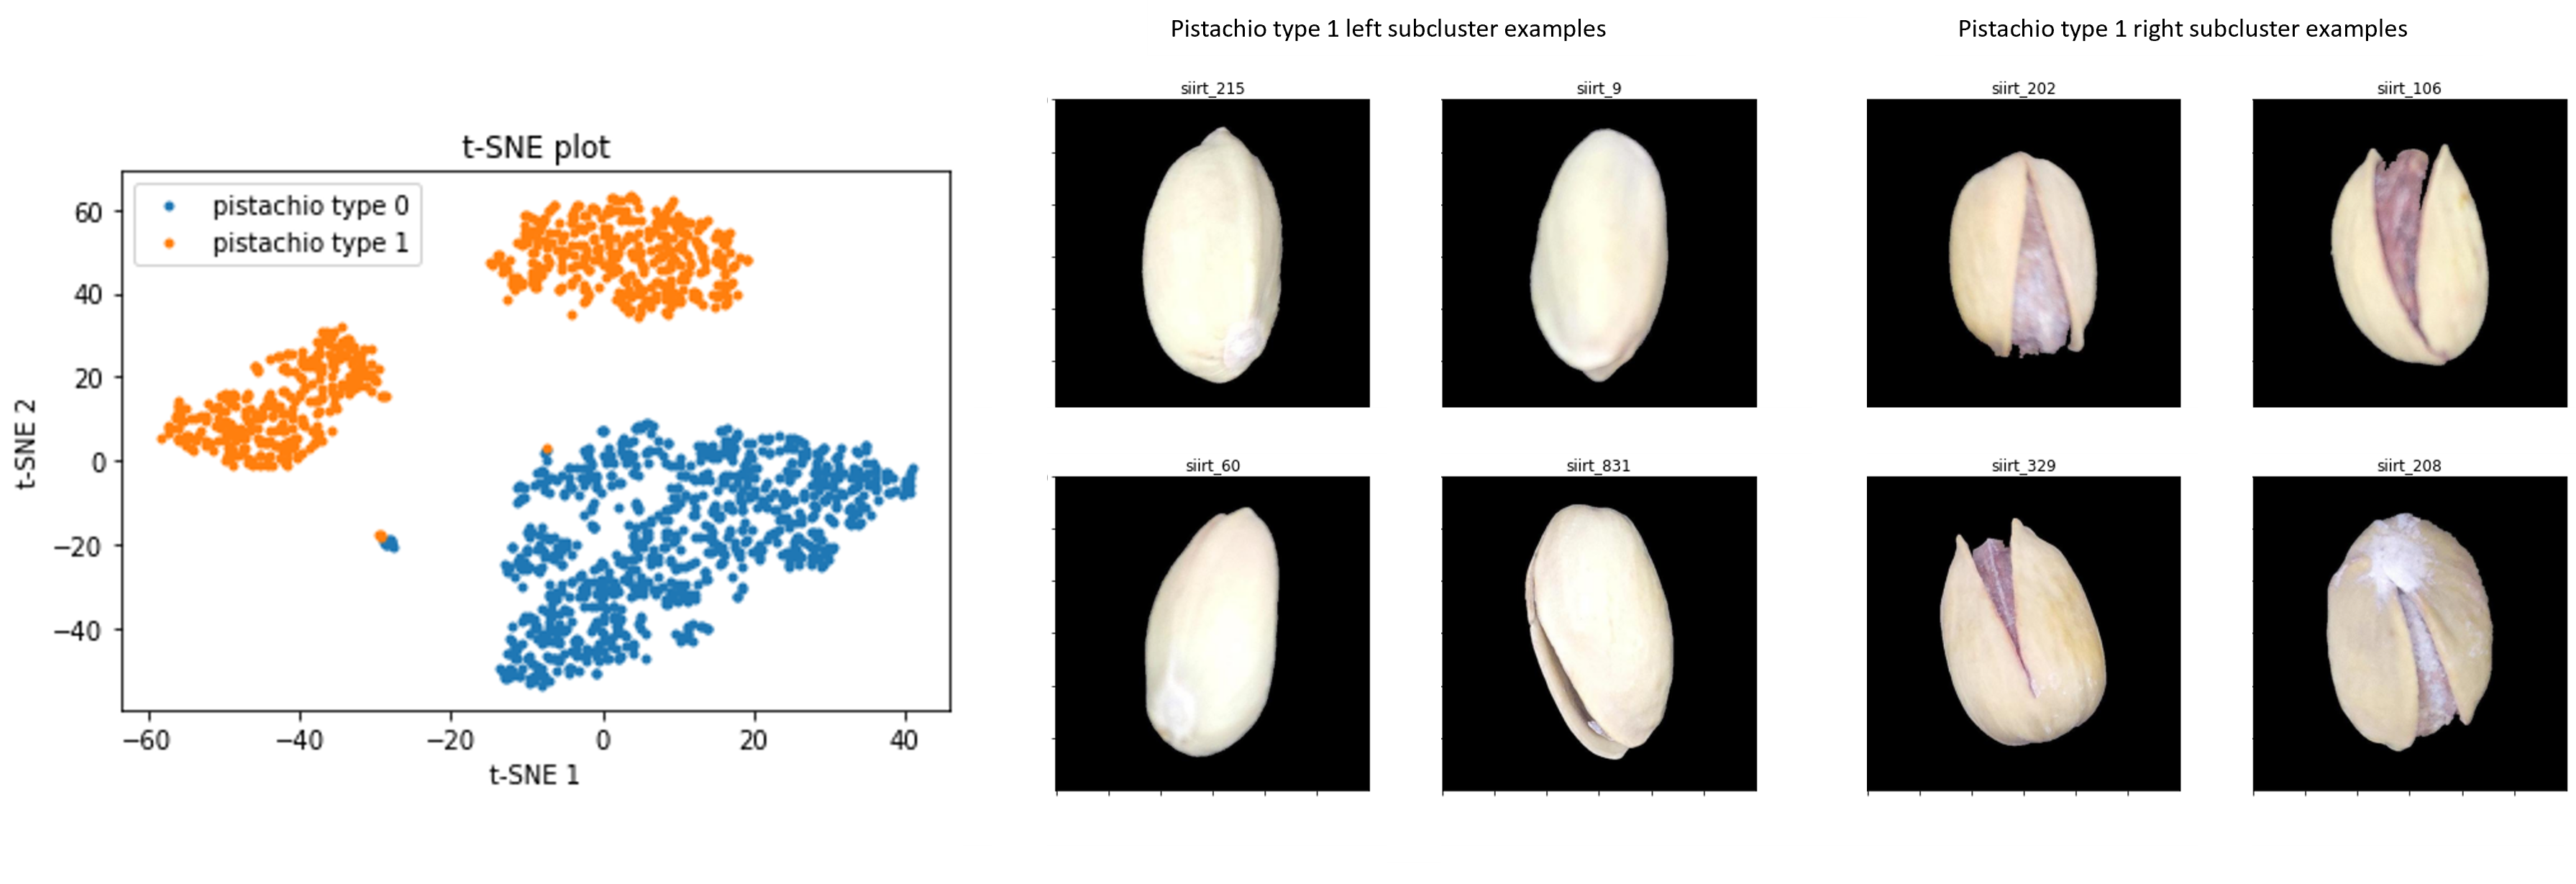 Pistachio type 1 left subcluster examples
Pistachio type 1 right subcluster examples
t-SNE plot
pistachio type 0
pistachio type 1
60
40
20
0
−20
−40
t-SNE 2
−60
−40
−20
0
20
40
t-SNE 1
siirt_215
siirt_9
siirt_202
siirt_106
siirt_60
siirt_831
siirt_329
siirt_208